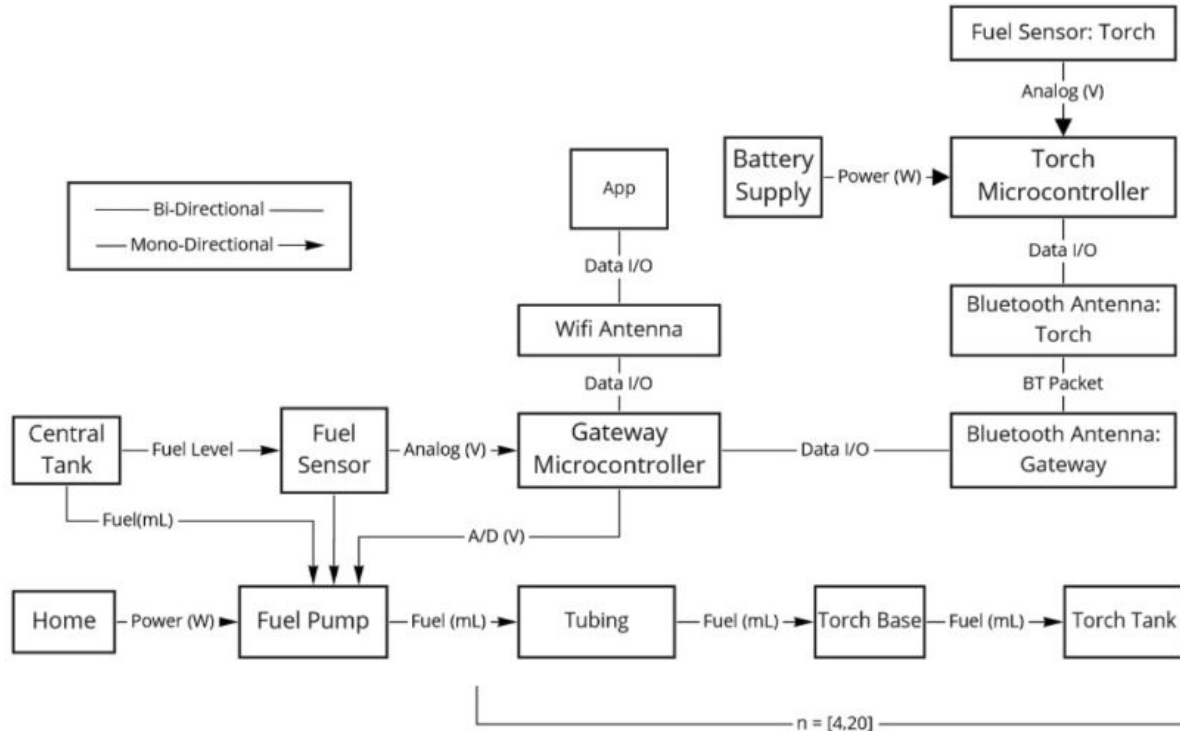 Fuel Sensor: Torch
Analog (V)
Battery
Supply
Power (W)
Torch
Microcontroller
App
Bi-Directional
Mono-Directional
Data I/O
Data I/O
Wifi Antenna
Bluetooth Antenna:
Torch
Data I/O
BT Packet
Central
Tank
Fuel Level
Fuel
Sensor
Analog (V)
Gateway
Microcontroller
Data I/O
Bluetooth Antenna:
Gateway
Fuel(mL)
A/D (V)
Home
Power (W)
Fuel Pump
Fuel (mL)
Tubing
Fuel (mL)
Torch Base
Fuel (mL)
Torch Tank
n = [4,20]